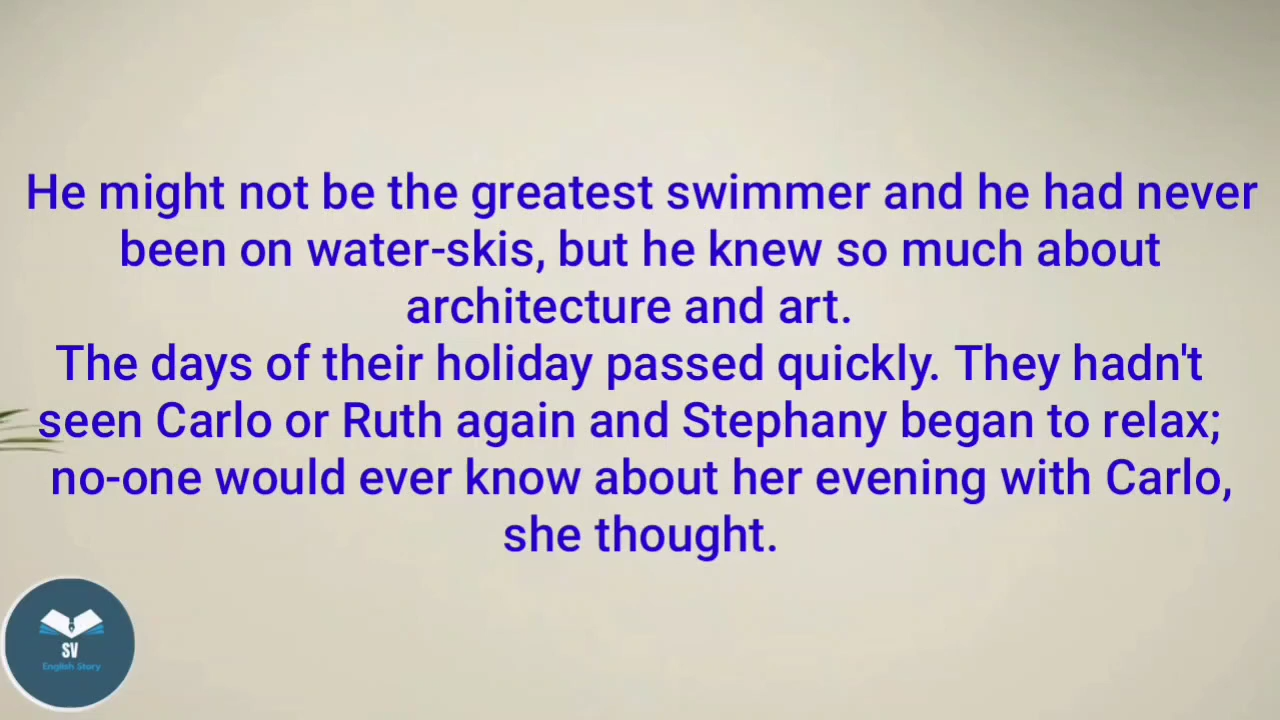 He might not be the greatest swimmer and he had never
been on water-skis, but he knew so much about
architecture and art.
The days of their holiday passed quickly. They hadn't
seen Carlo or Ruth again and Stephany began to relax;
no-one would ever know about her evening with Carlo,
she thought.
SV
English Story